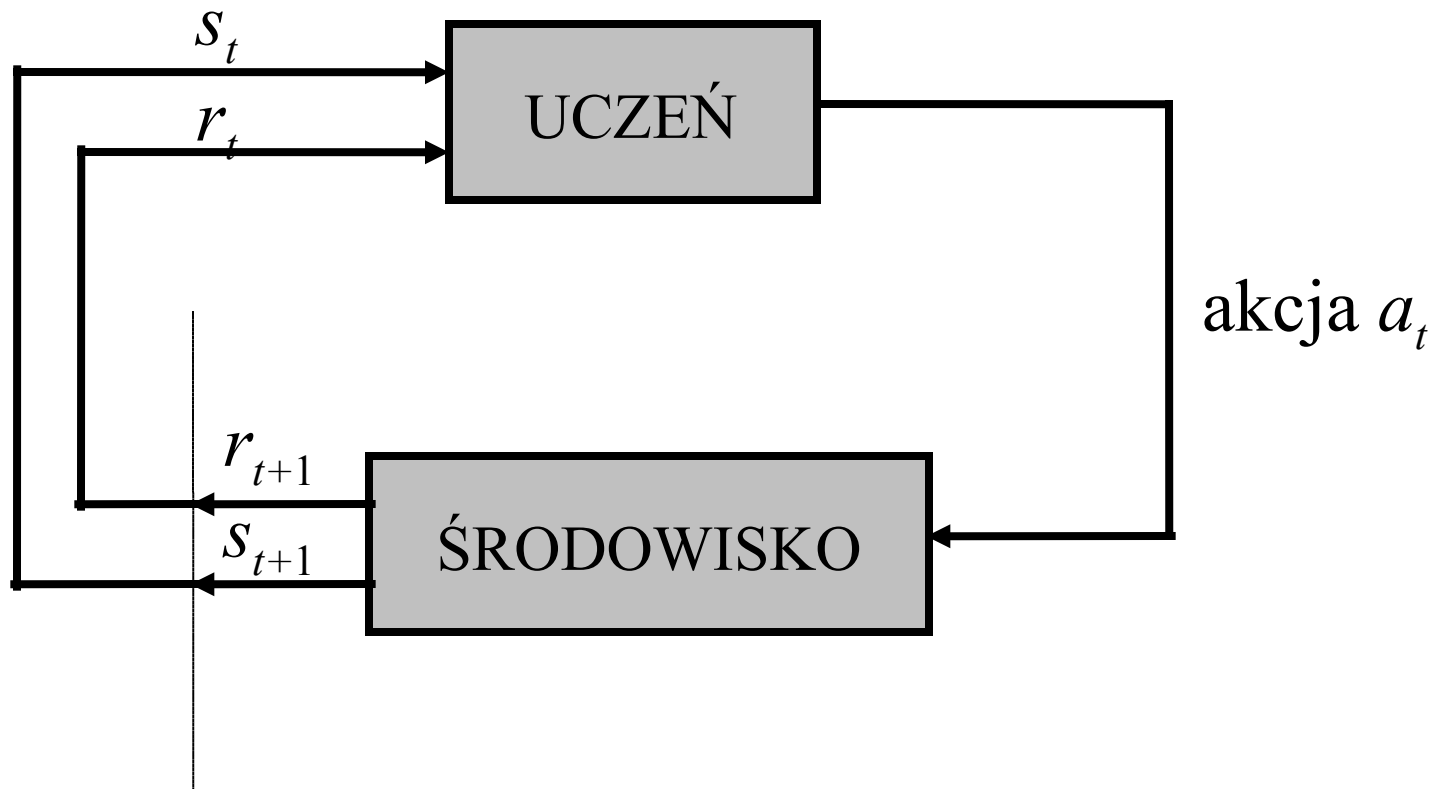 s_t
r_t
UCZEŃ
akcja a_t
r_{t+1}
s_{t+1}
ŚRODOWISKO